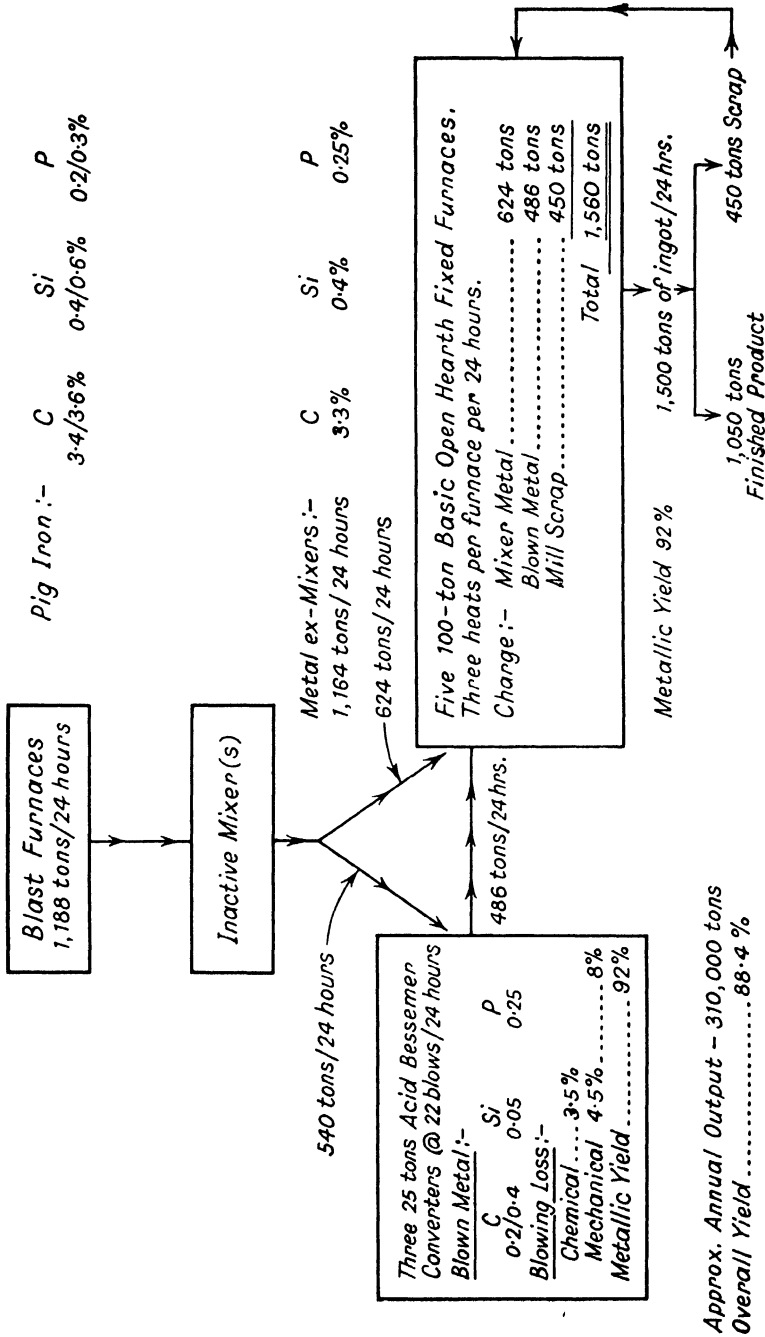 Blast Furnaces
1,188 tons/24 hours
Pig Iron:-
C Si P
3·4/3·6% 0·4/0·6% 0·2/0·3%
Inactive Mixer(s)
Metal ex-Mixers:-
1,164 tons/24 hours
C Si P
3·3% 0·4% 0·25%
540 tons/24 hours
624 tons/24 hours
Three 25 tons Acid Bessemer
Converters @ 22 blows/24 hours
Blown Metal:-
C Si P
0·2/0·4 0·05 0·25
Blowing Loss:-
Chemical....3·5%
Mechanical 4·5%.........8%
Metallic Yield..............92%
486 tons/24hrs.
Five 100-ton Basic Open Hearth Fixed Furnaces.
Three heats per furnace per 24 hours.
Charge:- Mixer Metal........................ 624 tons
Blown Metal........................ 486 tons
Mill Scrap........................ 450 tons
Total 1,560 tons
Metallic Yield 92%
1,500 tons of ingot/24hrs.
1,050 tons
Finished Product
450 tons Scrap
Approx. Annual Output – 310,000 tons
Overall Yield........................ 88·4 %